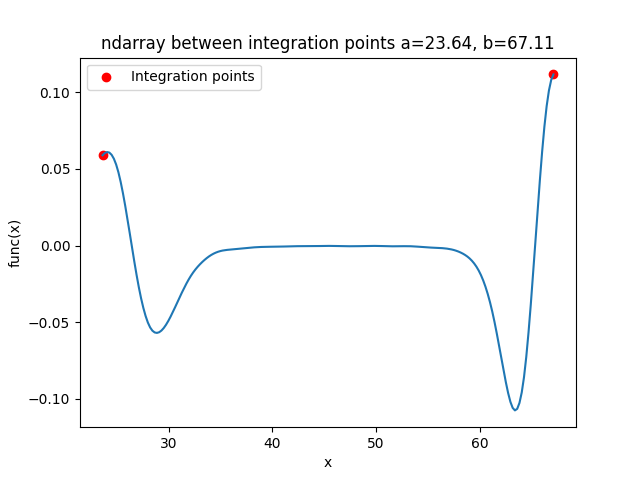 ndarray between integration points a=23.64, b=67.11
Integration points
0.10
0.05
0.00
−0.05
−0.10
func(x)
30 40 50 60
x